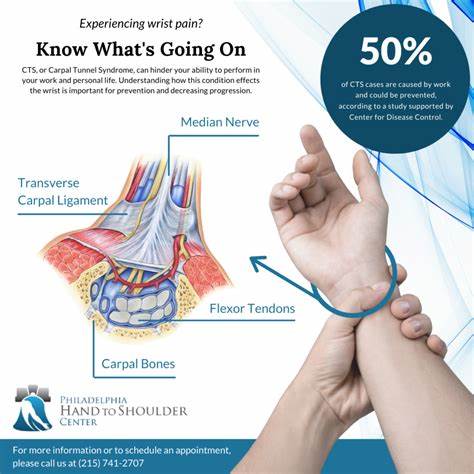 Experiencing wrist pain?
Know What's Going On
CTS, or Carpal Tunnel Syndrome, can hinder your ability to perform in
your work and personal life. Understanding how this condition effects
the wrist is important for prevention and decreasing progression.
50%
of CTS cases are caused by work
and could be prevented,
according to a study supported by
Center for Disease Control.
Median Nerve
Transverse
Carpal Ligament
Flexor Tendons
Carpal Bones
PHILADELPHIA
HAND TO SHOULDER
CENTER
For more information or to schedule an appointment,
please call us at (215) 741-2707